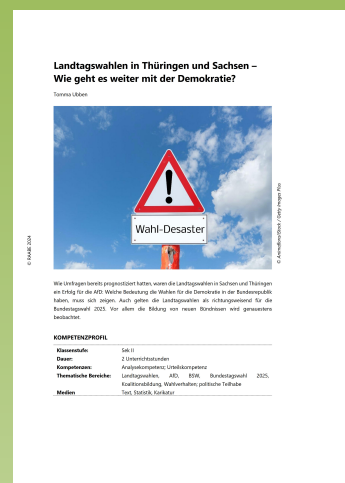 Landtagswahlen in Thüringen und Sachsen –
Wie geht es weiter mit der Demokratie?
Tomma Ubben
Wahl-Desaster
© RAABE 2024
© AnimaflorajStock / Getty Images Plus
Wie Umfragen bereits prognostiziert hatten, waren die Landtagswahlen in Sachsen und Thüringen
ein Erfolg für die AfD. Welche Bedeutung die Wahlen für die Demokratie in der Bundesrepublik
haben, muss sich zeigen. Auch gelten die Landtagswahlen als richtungsweisend für die
Bundestagswahl 2025. Vor allem die Bildung von neuen Bündnissen wird genauestens
beobachtet.
KOMPETENZPROFIL
Klassenstufe: Sek II
Dauer: 2 Unterrichtsstunden
Kompetenzen: Analysekompetenz; Urteilskompetenz
Thematische Bereiche: Landtagswahlen, AfD, BSW, Bundestagswahl 2025,
Koalitionsbildung, Wahlverhalten; politische Teilhabe
Medien Text, Statistik, Karikatur